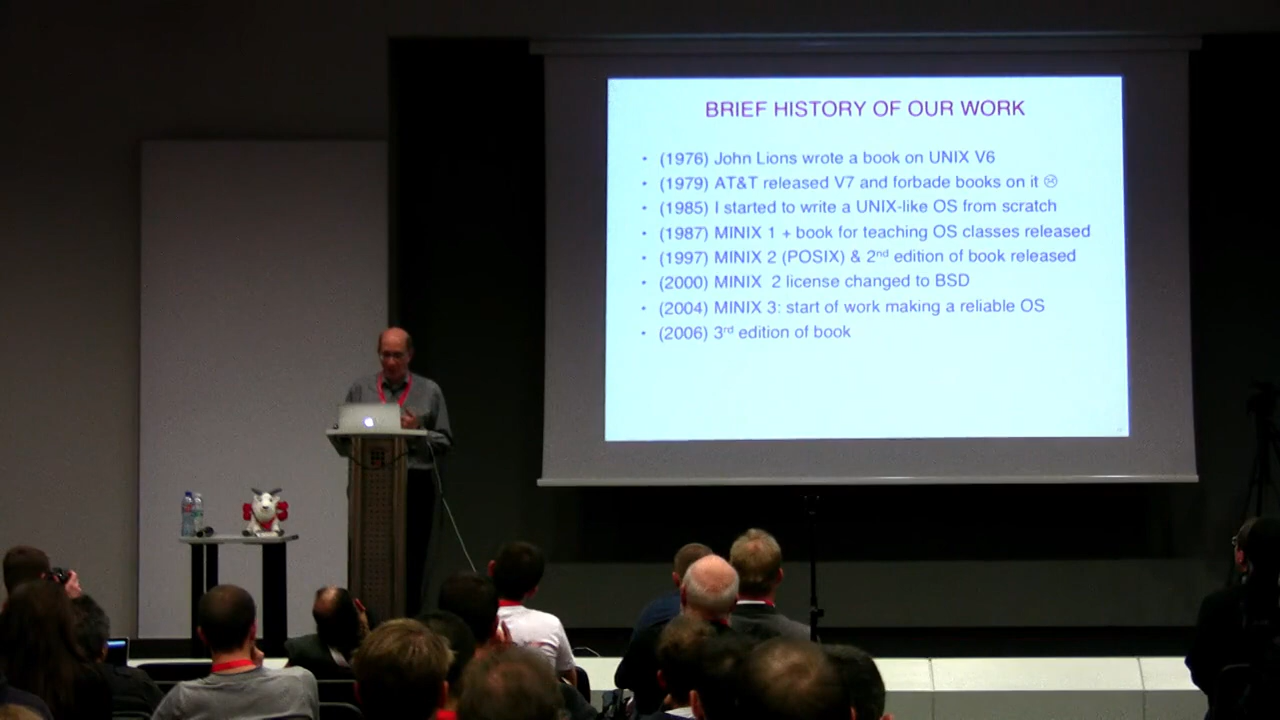 BRIEF HISTORY OF OUR WORK
• (1976) John Lions wrote a book on UNIX V6
• (1979) AT&T released V7 and forbade books on it ☹
• (1985) I started to write a UNIX-like OS from scratch
• (1987) MINIX 1 + book for teaching OS classes released
• (1997) MINIX 2 (POSIX) & 2nd edition of book released
• (2000) MINIX 2 license changed to BSD
• (2004) MINIX 3: start of work making a reliable OS
• (2006) 3rd edition of book